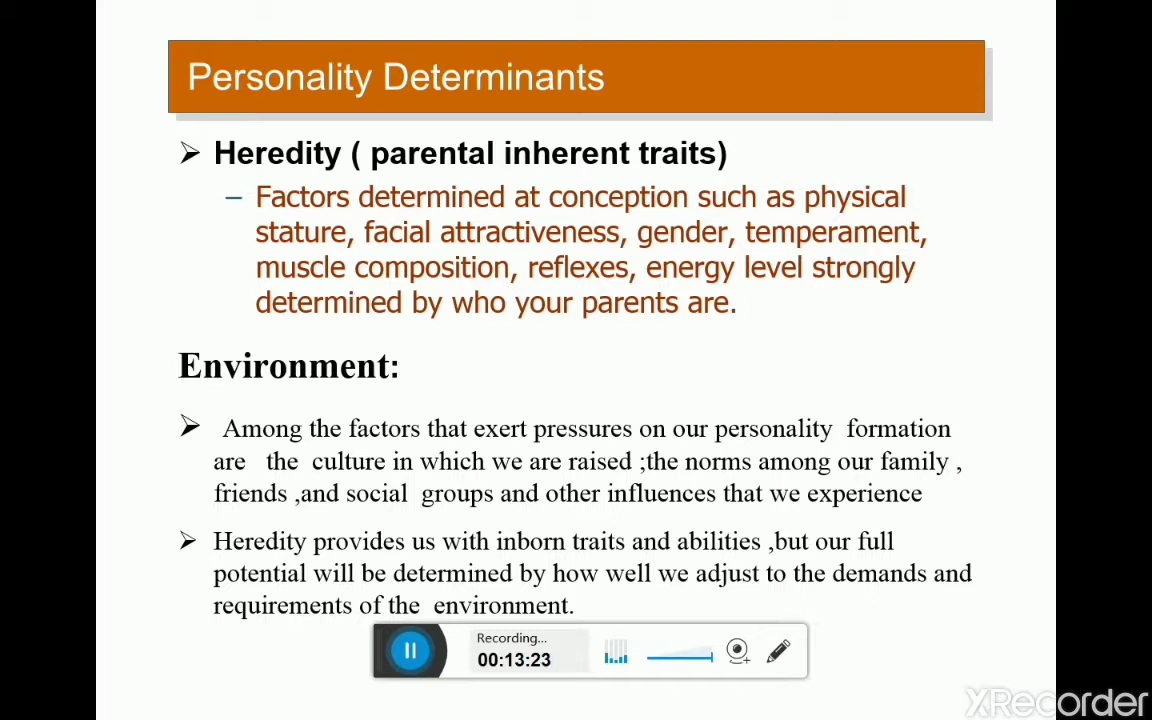 Personality Determinants
➢ Heredity ( parental inherent traits)
– Factors determined at conception such as physical
stature, facial attractiveness, gender, temperament,
muscle composition, reflexes, energy level strongly
determined by who your parents are.
Environment:
➢ Among the factors that exert pressures on our personality formation
are the culture in which we are raised ;the norms among our family ,
friends ,and social groups and other influences that we experience
➢ Heredity provides us with inborn traits and abilities ,but our full
potential will be determined by how well we adjust to the demands and
requirements of the environment.
Recording...
00:13:23
XRecorder